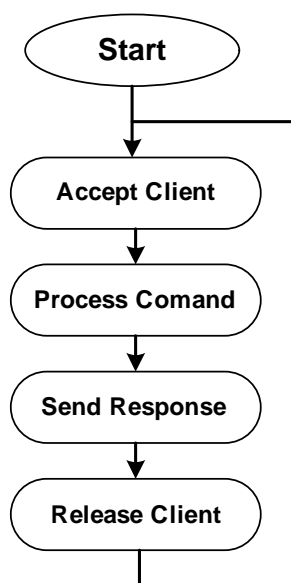 Start
Accept Client
Process Comand
Send Response
Release Client